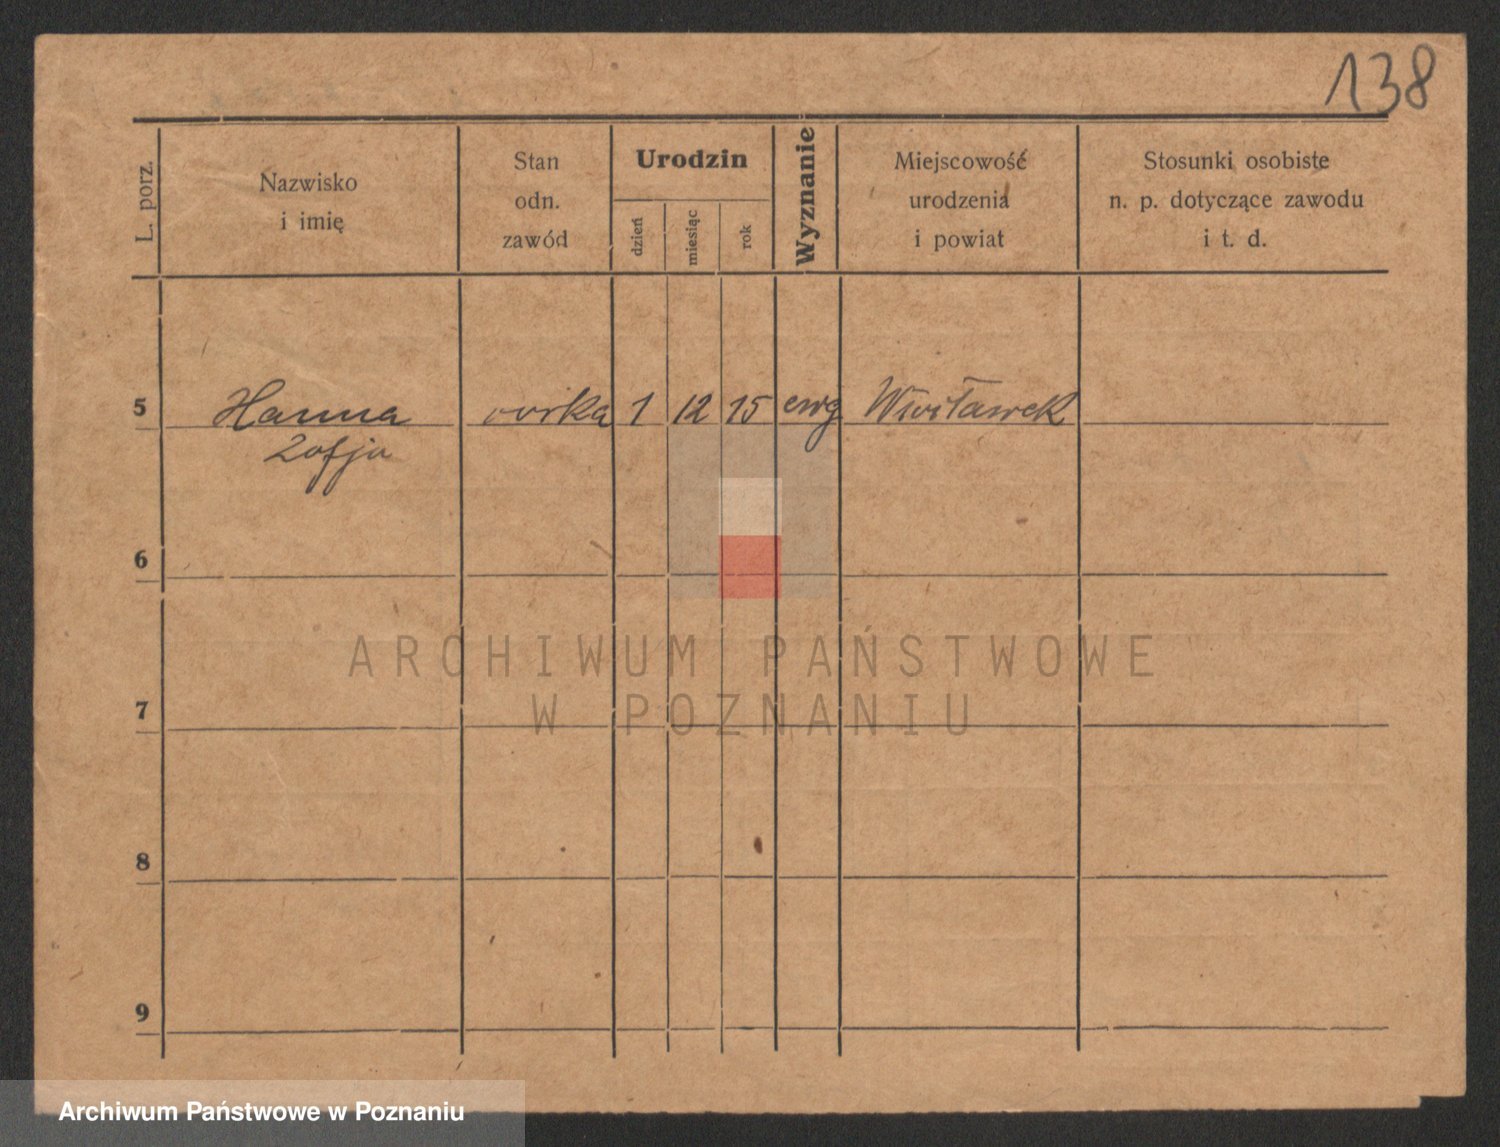 138
L. porz.
Nazwisko
i imię
Stan
odn.
zawód
Urodzin
dzień
miesiąc
rok
Wyznanie
Miejscowość
urodzenia
i powiat
Stosunki osobiste
n. p. dotyczące zawodu
i t. d.
5 Hanna 1 12 15 ewg
Zofja
6
7
8
9
ARCHIWUM PAŃSTWOWE
W POZNANIU
Archiwum Państwowe w Poznaniu